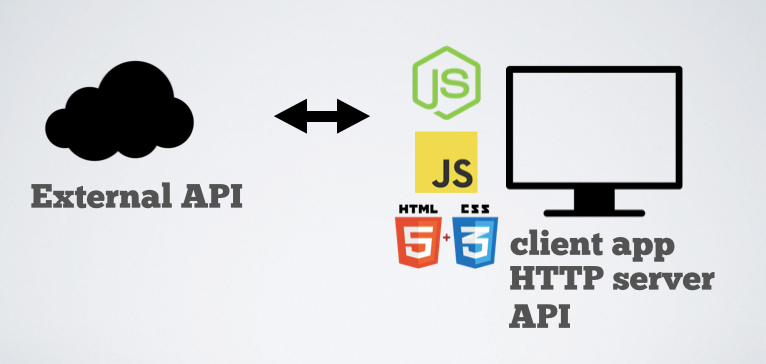 External API
JS
JS
HTML CSS
5 + 3
client app
HTTP server
API